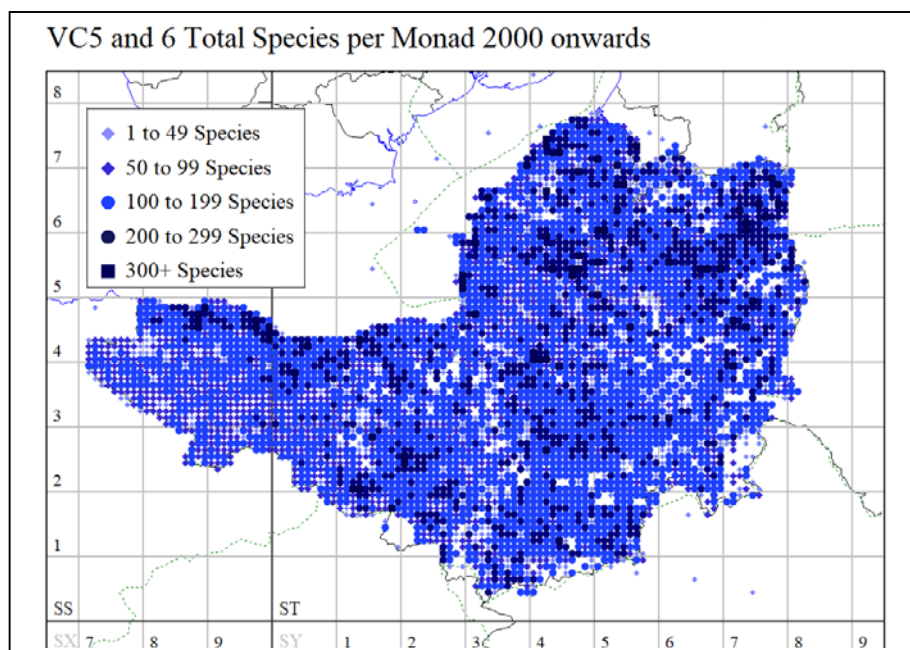 VC5 and 6 Total Species per Monad 2000 onwards
8
1 to 49 Species
50 to 99 Species
7
100 to 199 Species
6
200 to 299 Species
300+ Species
5
4
3
2
1
SS ST
SX 7 8 9 SY 1 2 3 4 5 6 7 8 9